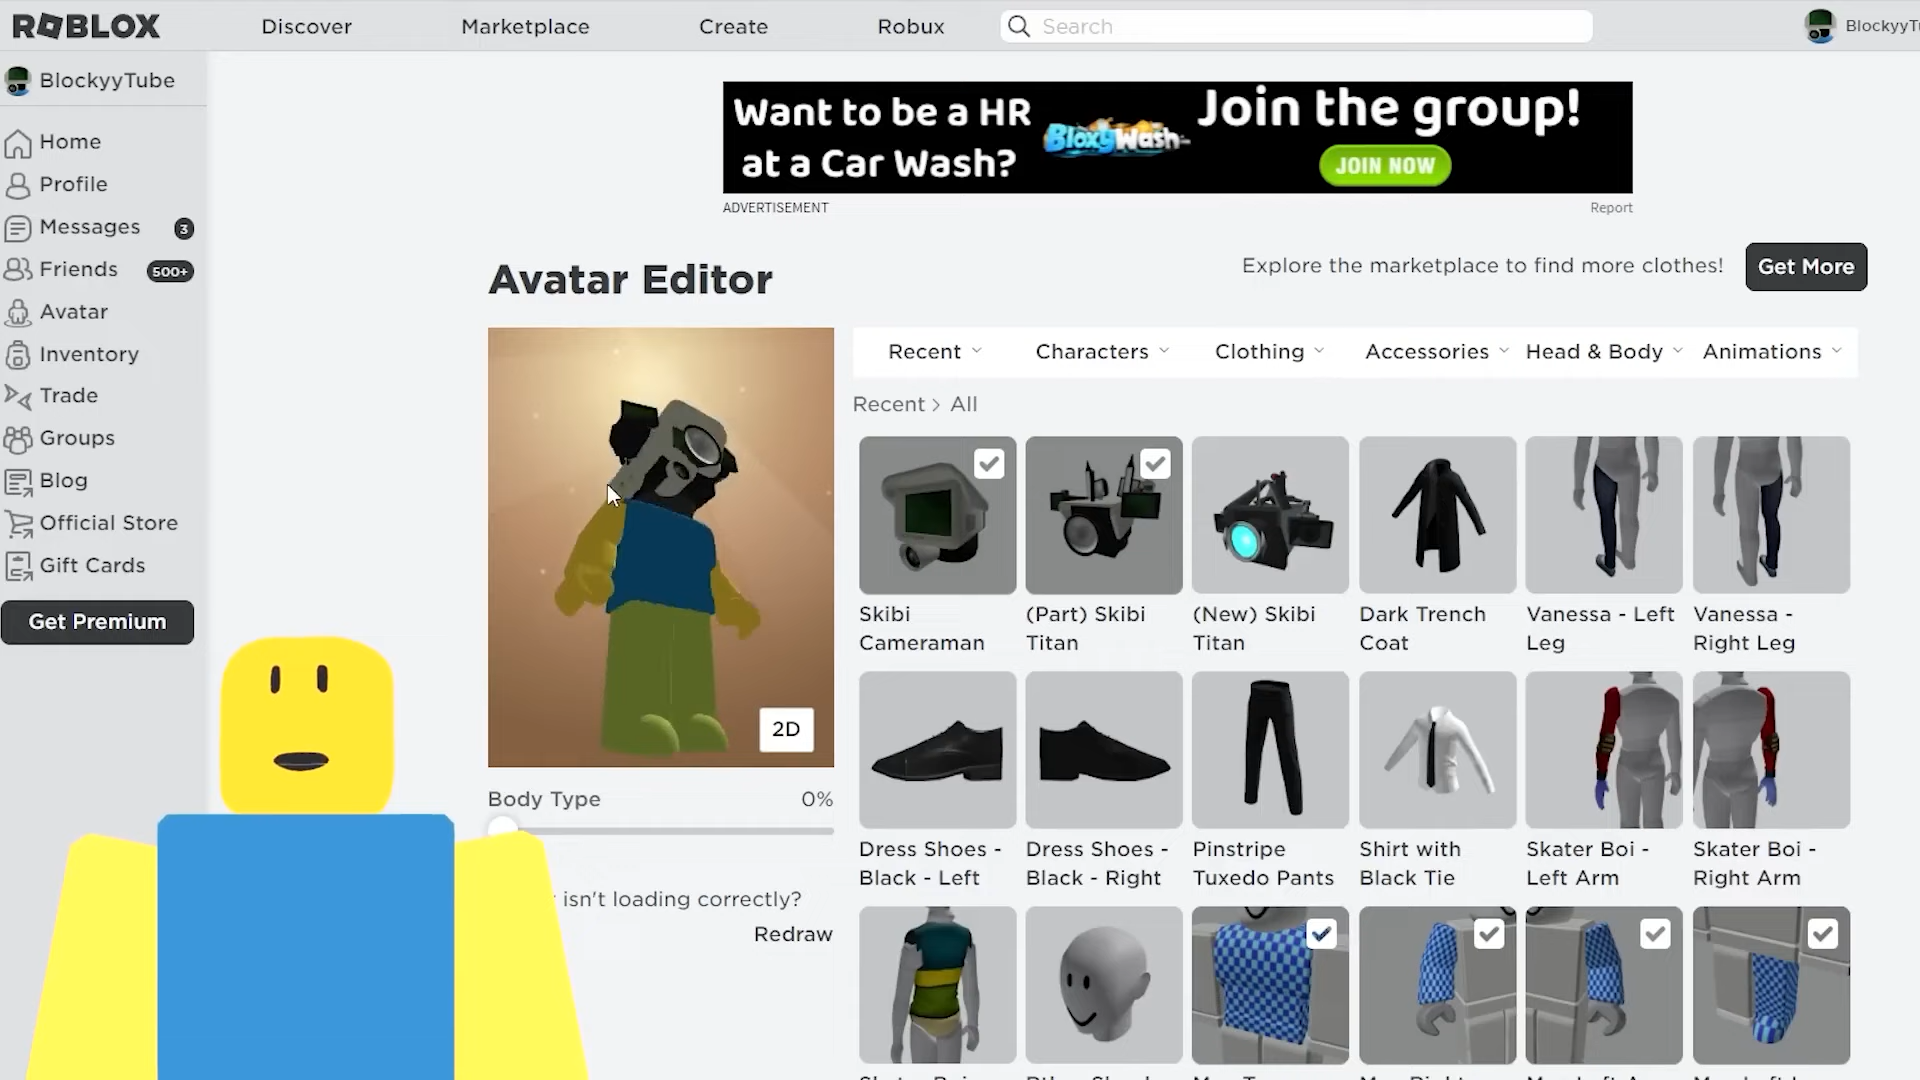 ROBLOX
Discover
Marketplace
Create
Robux
Search
BlockyyTu
BlockyyTube
Home
Profile
Messages
3
Friends
500+
Avatar
Inventory
Trade
Groups
Blog
Official Store
Gift Cards
Get Premium
Want to be a HR
at a Car Wash?
BloxyWash
Join the group!
JOIN NOW
ADVERTISEMENT
Report
Avatar Editor
Explore the marketplace to find more clothes!
Get More
2D
Body Type
0%
isn't loading correctly?
Redraw
Recent
Characters
Clothing
Accessories
Head & Body
Animations
Recent > All
Skibi
Cameraman
(Part) Skibi
Titan
(New) Skibi
Titan
Dark Trench
Coat
Vanessa - Left
Leg
Vanessa -
Right Leg
Dress Shoes -
Black - Left
Dress Shoes -
Black - Right
Pinstripe
Tuxedo Pants
Shirt with
Black Tie
Skater Boi -
Left Arm
Skater Boi -
Right Arm